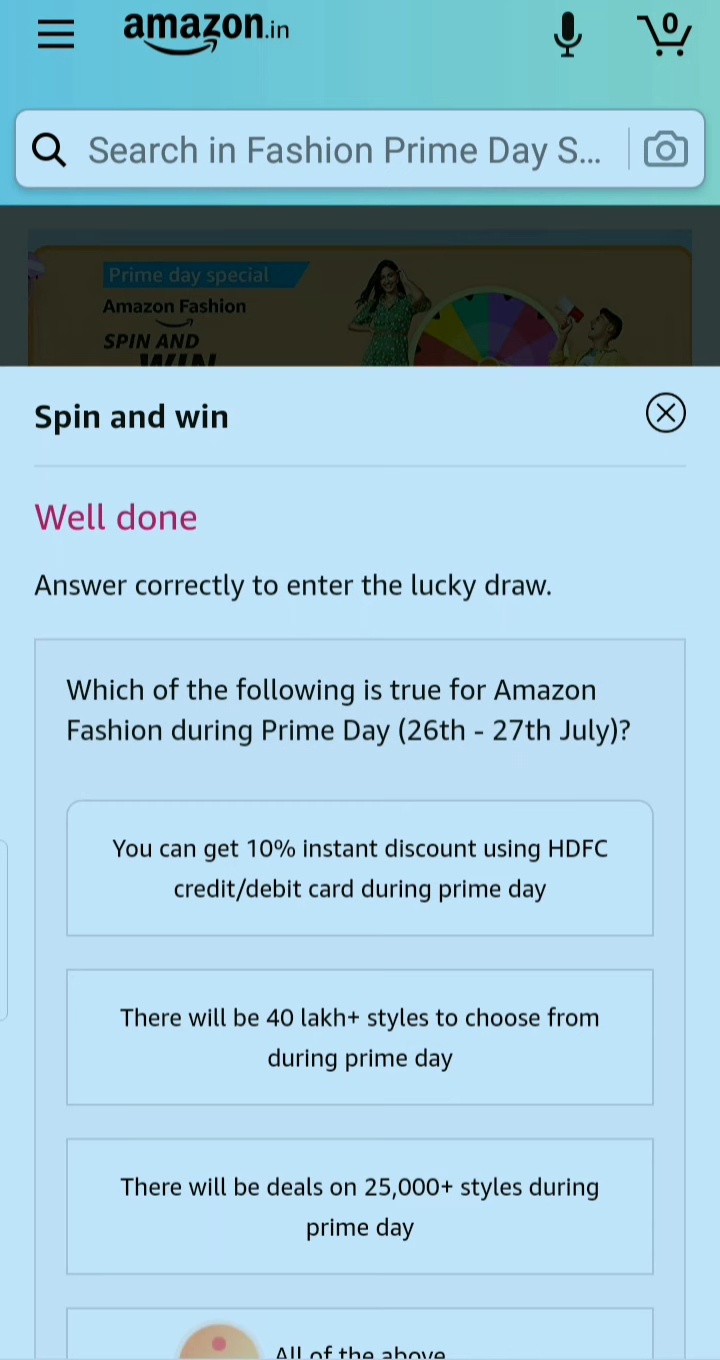 amazon.in
0
Search in Fashion Prime Day S...
Prime day special
Amazon Fashion
SPIN AND
WIN
Spin and win
Well done
Answer correctly to enter the lucky draw.
Which of the following is true for Amazon
Fashion during Prime Day (26th - 27th July)?
You can get 10% instant discount using HDFC
credit/debit card during prime day
There will be 40 lakh+ styles to choose from
during prime day
There will be deals on 25,000+ styles during
prime day
All of the above